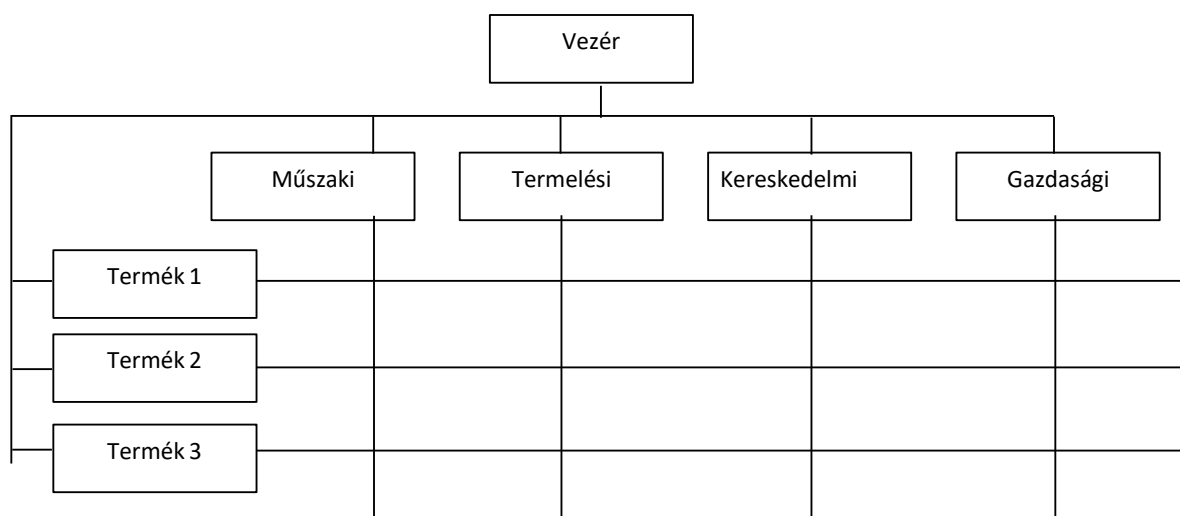 Vezér
Műszaki
Termelési
Kereskedelmi
Gazdasági
Termék 1
Termék 2
Termék 3